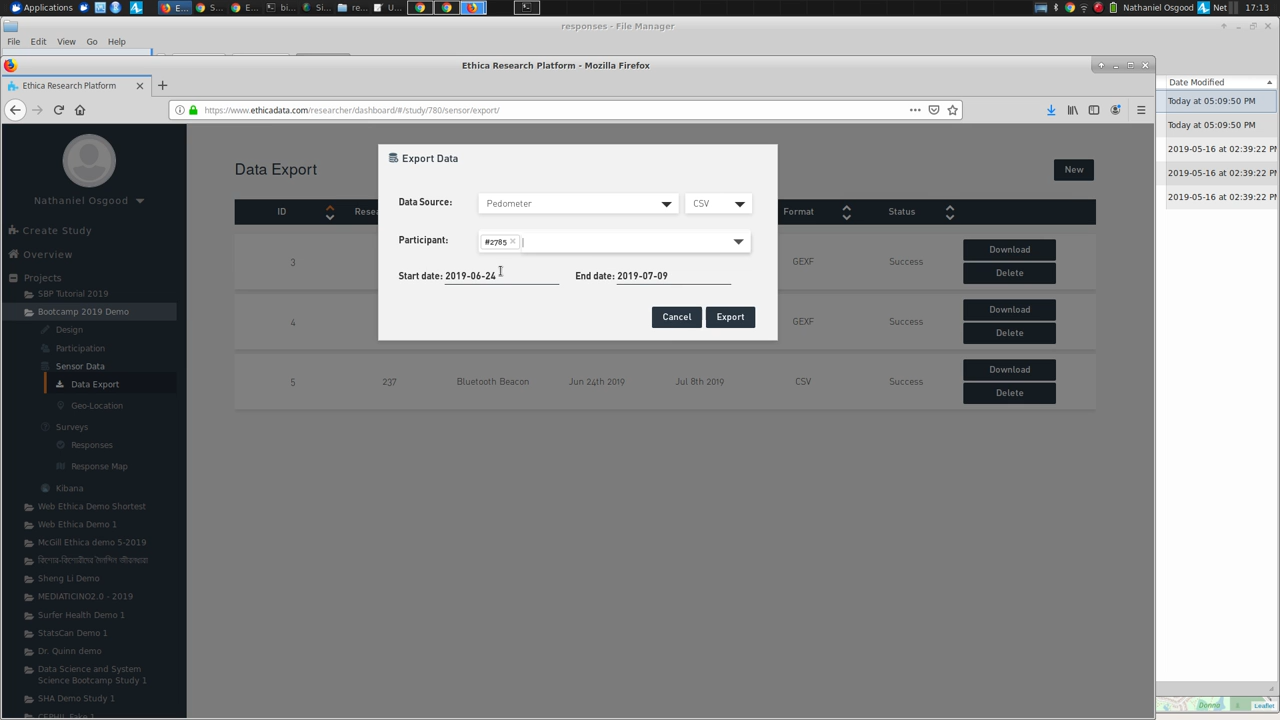 Applications
E...
S...
C...
ethica...
data...
Si...
re...
[...
Export
Export
[...
Nathaniel Osgood
Net
17:13
responses - File Manager
File Edit View Go Help
Ethica Research Platform - Mozilla Firefox
Ethica Research Platform
https://www.ethicadata.com/researcher/dashboard/#/study/780/sensor/export/
Date Modified
Today at 05:09:50 PM
Today at 05:09:50 PM
2019-05-16 at 02:39:22 PM
2019-05-16 at 02:39:22 PM
2019-05-16 at 02:39:22 PM
Nathaniel Osgood
Create Study
Overview
Projects
SBP Tutorial 2019
Bootcamp 2019 Demo
Design
Participation
Sensor Data
Data Export
Geo-Location
Surveys
Responses
Response Map
Kibana
Web Ethica Demo Shortest
Web Ethica Demo 1
McGill Ethica demo 5-2019
Sheng Li Demo
MEDIATICINO2.0 - 2019
Surfer Health Demo 1
StatsCan Demo 1
Dr. Quinn demo
Data Science and System
Science Bootcamp Study 1
SHA Demo Study 1
Data Export
New
ID Resea Format Status
3 GEXF Success Download
Delete
4 GEXF Success Download
Delete
5 237 Bluetooth Beacon Jun 24th 2019 Jul 8th 2019 CSV Success Download
Delete
Export Data
Data Source: Pedometer CSV
Participant: #2785
Start date: 2019-06-24 End date: 2019-07-09
Cancel Export
Leaflet